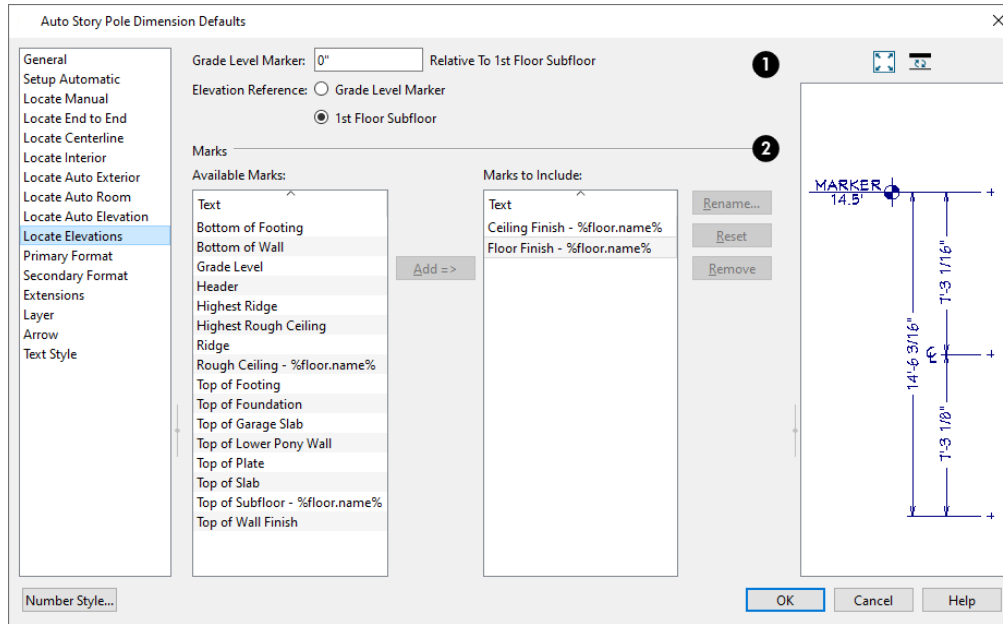 Auto Story Pole Dimension Defaults
General
Setup Automatic
Locate Manual
Locate End to End
Locate Centerline
Locate Interior
Locate Auto Exterior
Locate Auto Room
Locate Auto Elevation
Locate Elevations
Primary Format
Secondary Format
Extensions
Layer
Arrow
Text Style
Grade Level Marker: 0" Relative To 1st Floor Subfloor
Elevation Reference: Grade Level Marker
1st Floor Subfloor
1
Marks
2
Available Marks:
Text
Bottom of Footing
Bottom of Wall
Grade Level
Header
Highest Ridge
Highest Rough Ceiling
Ridge
Rough Ceiling - %floor.name%
Top of Footing
Top of Foundation
Top of Garage Slab
Top of Lower Pony Wall
Top of Plate
Top of Slab
Top of Subfloor - %floor.name%
Top of Wall Finish
Add =>
Marks to Include:
Text
Ceiling Finish - %floor.name%
Floor Finish - %floor.name%
Rename...
Reset
Remove
MARKER
14.5'
7'-3 1/16"
14'-6 3/16"
7'-3 1/8"
Number Style...
OK
Cancel
Help